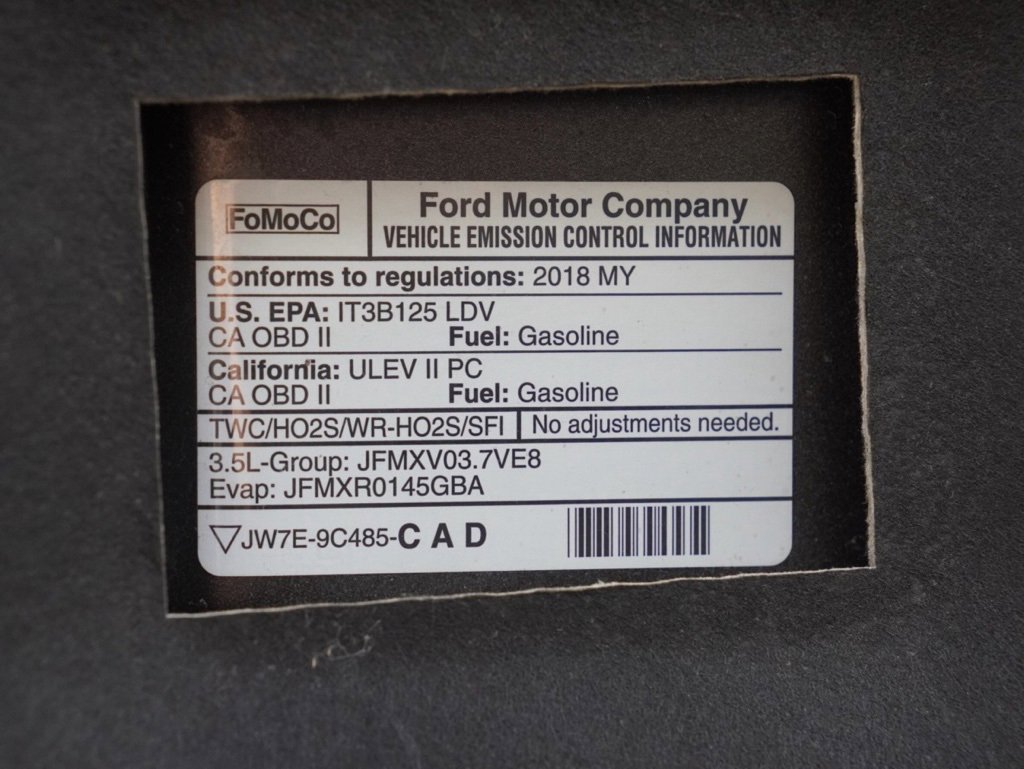 FoMoCo
Ford Motor Company
VEHICLE EMISSION CONTROL INFORMATION
Conforms to regulations: 2018 MY
U.S. EPA: IT3B125 LDV
CA OBD II Fuel: Gasoline
California: ULEV II PC
CA OBD II Fuel: Gasoline
TWC/HO2S/WR-HO2S/SFI
No adjustments needed.
3.5L-Group: JFMXV03.7VE8
Evap: JFMXR0145GBA
JW7E-9C485-C A D